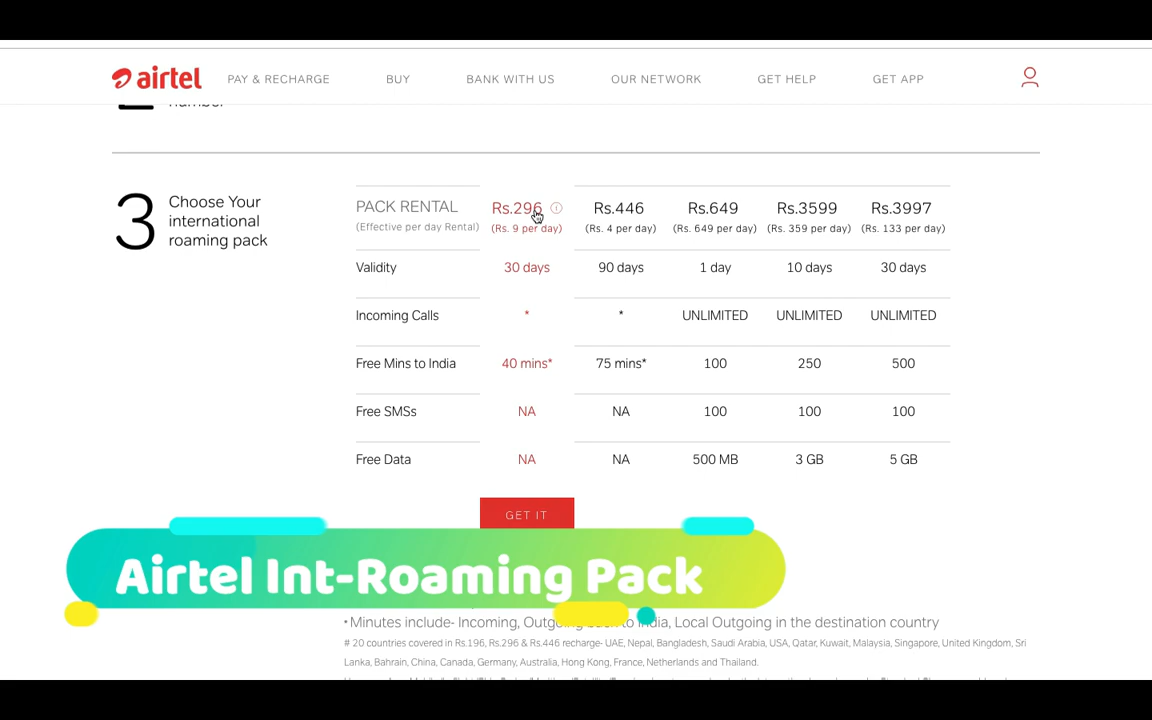 airtel PAY & RECHARGE BUY BANK WITH US OUR NETWORK GET HELP GET APP
3 Choose Your
international
roaming pack
PACK RENTAL Rs.296 Rs.446 Rs.649 Rs.3599 Rs.3997
(Effective per day Rental) (Rs. 9 per day) (Rs. 4 per day) (Rs. 649 per day) (Rs. 359 per day) (Rs. 133 per day)
Validity 30 days 90 days 1 day 10 days 30 days
Incoming Calls * * UNLIMITED UNLIMITED UNLIMITED
Free Mins to India 40 mins* 75 mins* 100 250 500
Free SMSs NA NA 100 100 100
Free Data NA NA 500 MB 3 GB 5 GB
GET IT
Airtel Int-Roaming Pack
*Minutes include- Incoming, to India, Local Outgoing in the destination country
# 20 countries covered in Rs.196, Rs.296 & Rs.446 recharge- UAE, Nepal, Bangladesh, Saudi Arabia, USA, Qatar, Kuwait, Malaysia, Singapore, United Kingdom, Sri
Lanka, Bahrain, China, Canada, Germany, Australia, Hong Kong, France, Netherlands and Thailand.